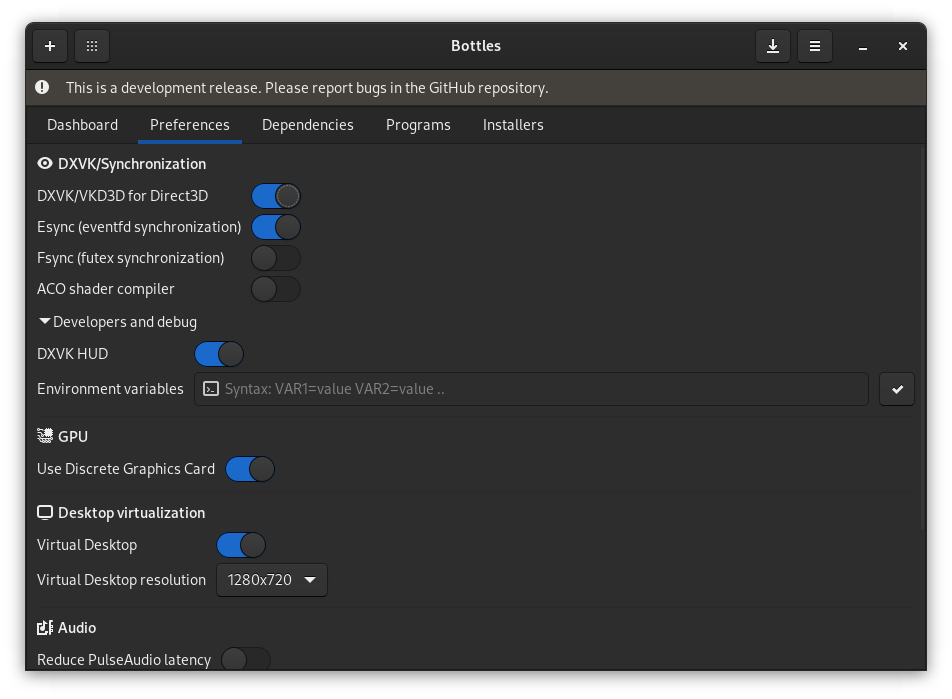 Bottles
This is a development release. Please report bugs in the GitHub repository.
Dashboard Preferences Dependencies Programs Installers
DXVK/Synchronization
DXVK/VKD3D for Direct3D
Esync (eventfd synchronization)
Fsync (futex synchronization)
ACO shader compiler
Developers and debug
DXVK HUD
Environment variables Syntax: VAR1=value VAR2=value ..
GPU
Use Discrete Graphics Card
Desktop virtualization
Virtual Desktop
Virtual Desktop resolution 1280x720
Audio
Reduce PulseAudio latency